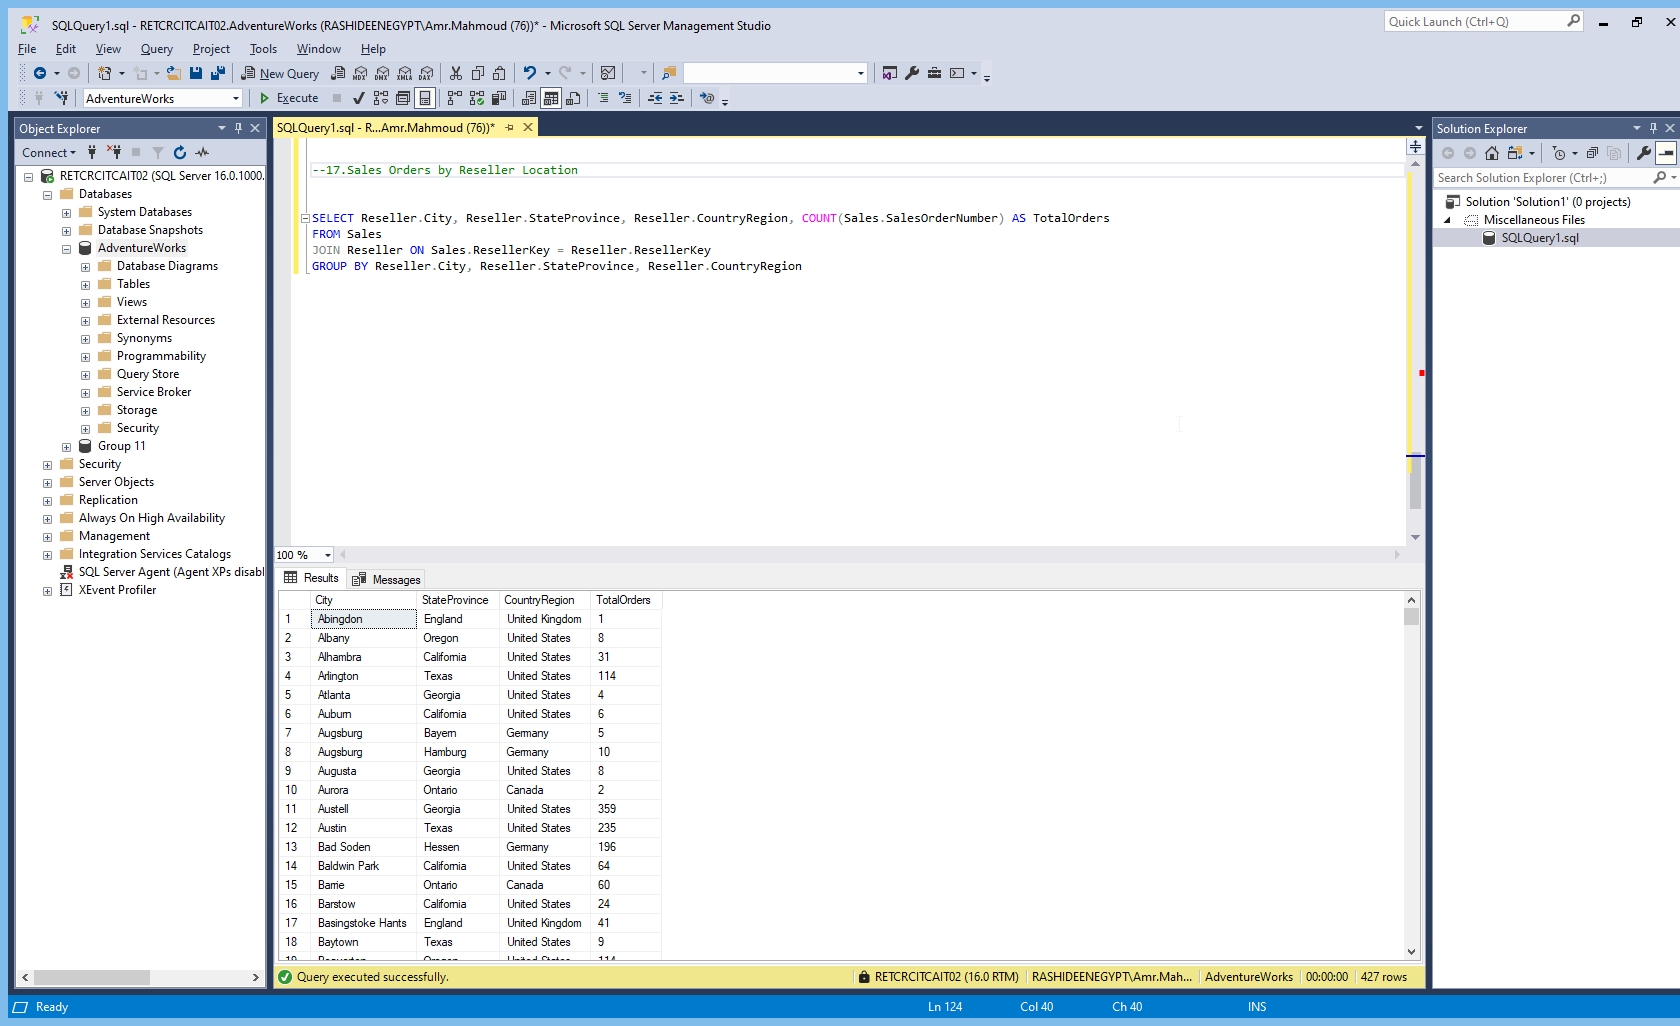 SQLQuery1.sql - RETCRCITCAIT02.AdventureWorks (RASHIDEENEGYPT\Amr.Mahmoud (76))* - Microsoft SQL Server Management Studio
Quick Launch (Ctrl+Q)
File Edit View Query Project Tools Window Help
New Query
MDX DMX XMLA DAX
AdventureWorks
Execute
Object Explorer
Connect
RETCRCITCAIT02 (SQL Server 16.0.1000.
Databases
System Databases
Database Snapshots
AdventureWorks
Database Diagrams
Tables
Views
External Resources
Synonyms
Programmability
Query Store
Service Broker
Storage
Security
Group 11
Security
Server Objects
Replication
Always On High Availability
Management
Integration Services Catalogs
SQL Server Agent (Agent XPs disabl
XEvent Profiler
SQLQuery1.sql - R...Amr.Mahmoud (76))*
--17.Sales Orders by Reseller Location
SELECT Reseller.City, Reseller.StateProvince, Reseller.CountryRegion, COUNT(Sales.SalesOrderNumber) AS TotalOrders
FROM Sales
JOIN Reseller ON Sales.ResellerKey = Reseller.ResellerKey
GROUP BY Reseller.City, Reseller.StateProvince, Reseller.CountryRegion
100 %
Results Messages
City StateProvince CountryRegion TotalOrders
1 Abingdon England United Kingdom 1
2 Albany Oregon United States 8
3 Alhambra California United States 31
4 Arlington Texas United States 114
5 Atlanta Georgia United States 4
6 Auburn California United States 6
7 Augsburg Bayern Germany 5
8 Augsburg Hamburg Germany 10
9 Augusta Georgia United States 8
10 Aurora Ontario Canada 2
11 Austell Georgia United States 359
12 Austin Texas United States 235
13 Bad Soden Hessen Germany 196
14 Baldwin Park California United States 64
15 Barrie Ontario Canada 60
16 Barstow California United States 24
17 Basingstoke Hants England United Kingdom 41
18 Baytown Texas United States 9
Query executed successfully.
RETCRCITCAIT02 (16.0 RTM) RASHIDEENEGYPT\Amr.Mah... AdventureWorks 00:00:00 427 rows
Solution Explorer
Search Solution Explorer (Ctrl+;)
Solution 'Solution1' (0 projects)
Miscellaneous Files
SQLQuery1.sql
Ready
Ln 124 Col 40 Ch 40 INS